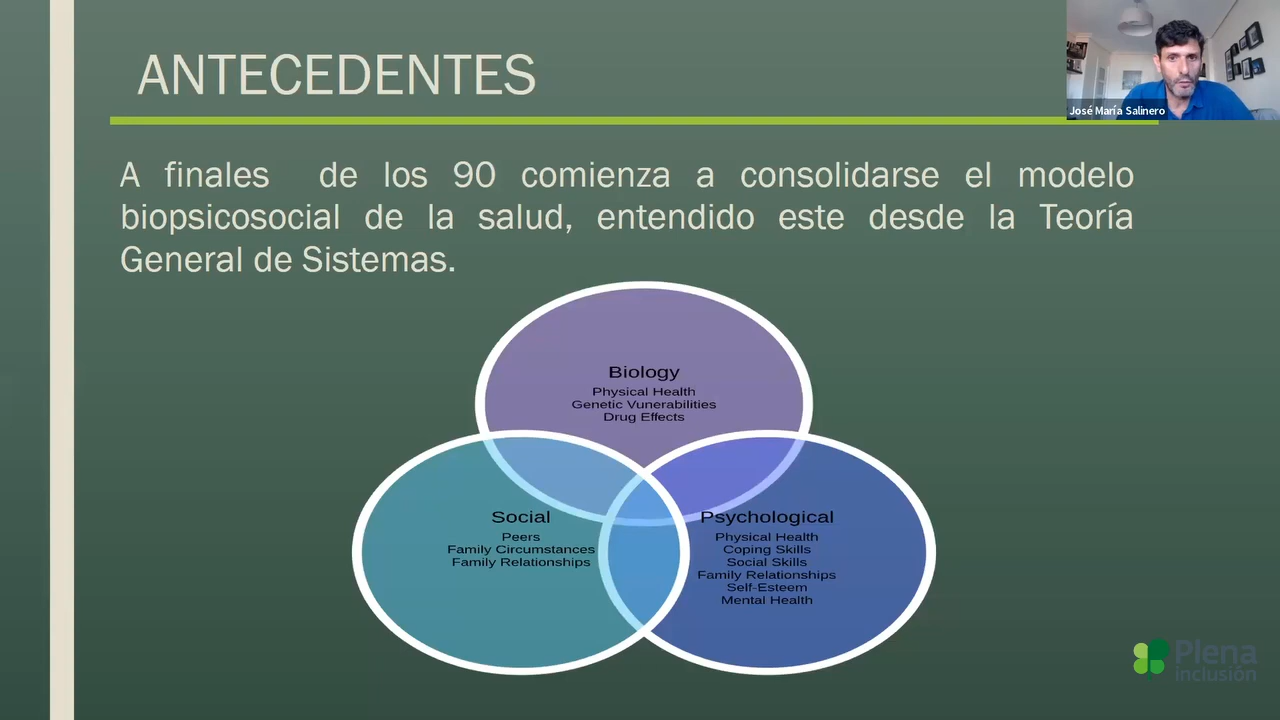 ANTECEDENTES
José María Salinero
A finales de los 90 comienza a consolidarse el modelo
biopsicosocial de la salud, entendido este desde la Teoría
General de Sistemas.
Biology
Physical Health
Genetic Vunerabilities
Drug Effects
Social
Peers
Family Circumstances
Family Relationships
Psychological
Physical Health
Coping Skills
Social Skills
Family Relationships
Self-Esteem
Mental Health
Plena
inclusión